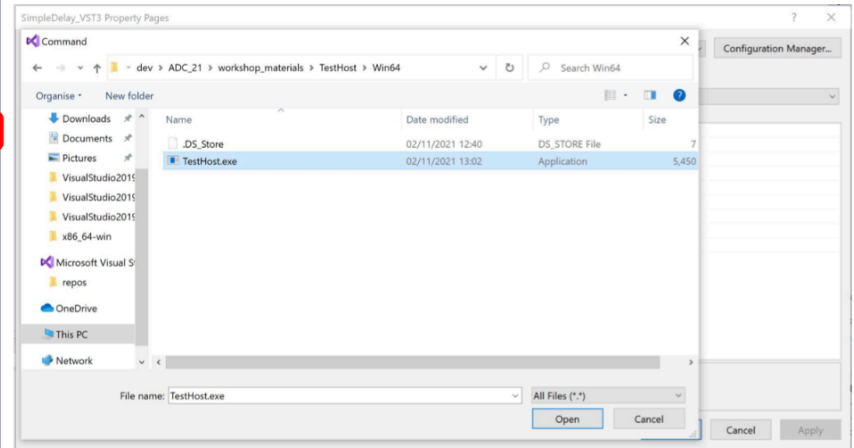 SimpleDelay_VST3 Property Pages
Command
Configuration Manager...
dev > ADC_21 > workshop_materials > TestHost > Win64
Search Win64
Organise
New folder
Downloads
Name
Date modified
Type
Size
Documents
.DS_Store
02/11/2021 12:40
DS_STORE File
7
Pictures
TestHost.exe
02/11/2021 13:02
Application
5,450
VisualStudio2019
VisualStudio2019
VisualStudio2019
x86_64-win
Microsoft Visual S
repos
OneDrive
This PC
Network
File name: TestHost.exe
All Files (*.*)
Open
Cancel
Cancel
Apply